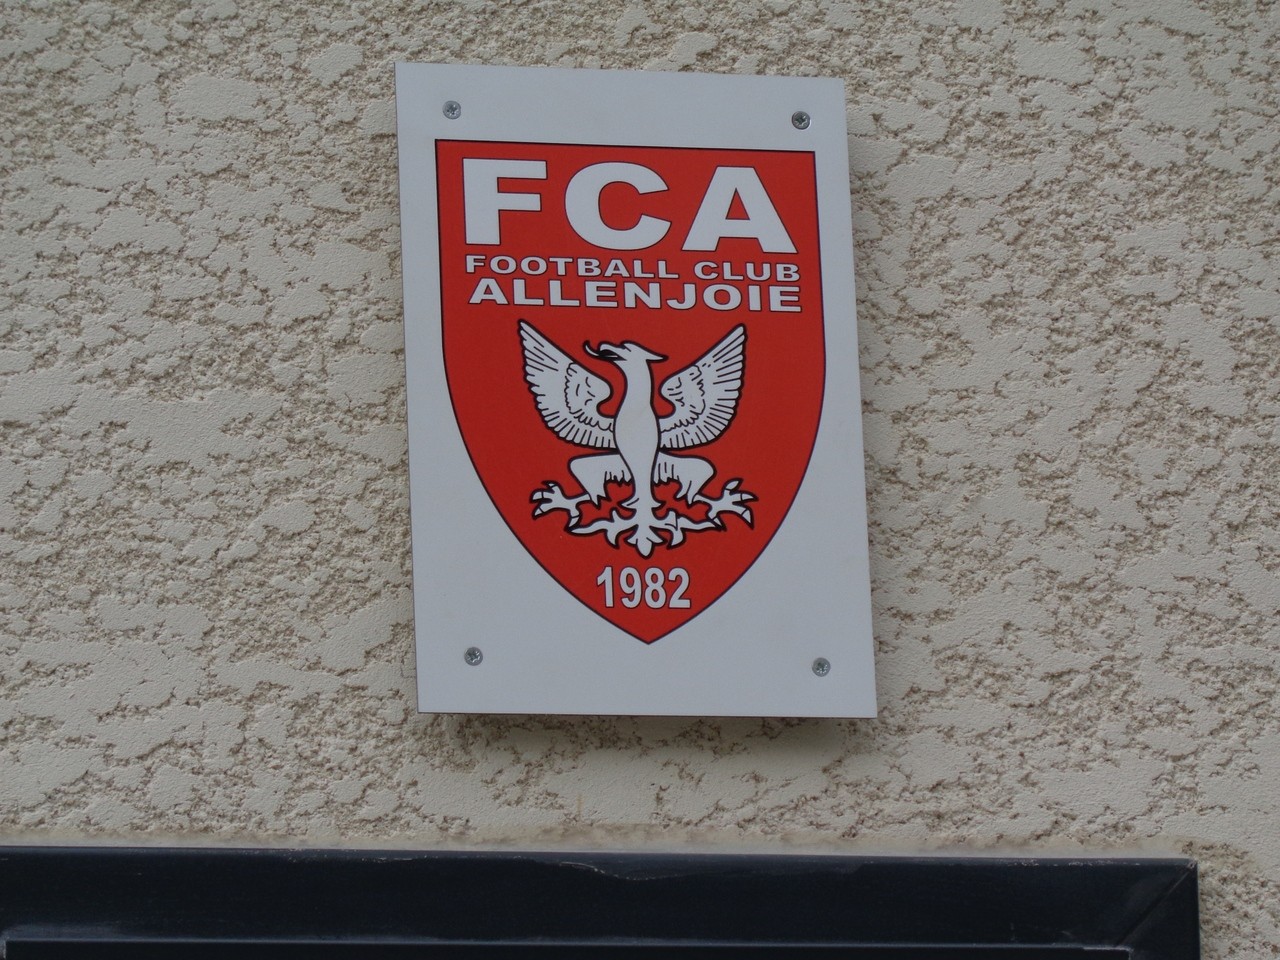 FCA
FOOTBALL CLUB
ALLENJOIE
1982